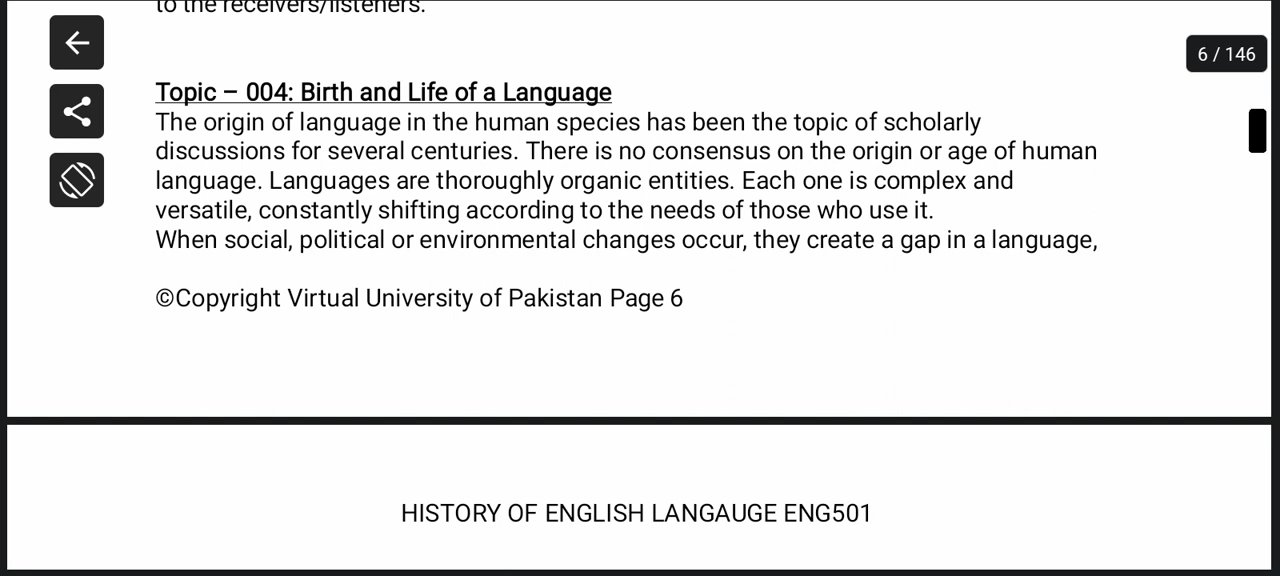 to the receivers/listeners.
6 / 146
Topic – 004: Birth and Life of a Language
The origin of language in the human species has been the topic of scholarly
discussions for several centuries. There is no consensus on the origin or age of human
language. Languages are thoroughly organic entities. Each one is complex and
versatile, constantly shifting according to the needs of those who use it.
When social, political or environmental changes occur, they create a gap in a language,
©Copyright Virtual University of Pakistan Page 6
HISTORY OF ENGLISH LANGAUGE ENG501